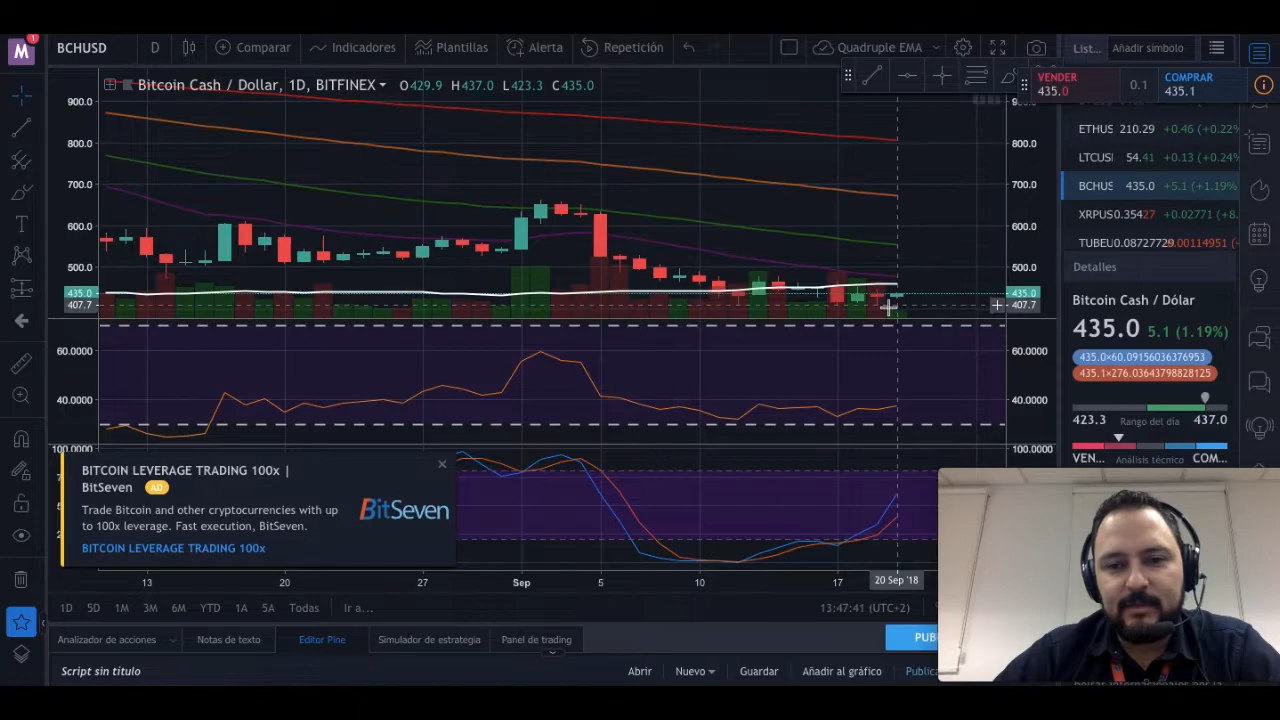 M 1 BCHUSD D Comparar Indicadores Plantillas Alerta Repetición Quadruple EMA List... Añadir símbolo
Bitcoin Cash / Dollar, 1D, BITFINEX O429.9 H437.0 L423.3 C435.0
VENDER 435.0 0.1 COMPRAR 435.1
900.0
800.0
700.0
600.0
500.0
435.0
407.7
60.0000
40.0000
100.0000
800.0
700.0
600.0
500.0
435.0
407.7
60.0000
40.0000
100.0000
ETHUS 210.29 +0.46 (+0.22%
LTCUS 54.41 +0.13 (+0.24%
BCHUS 435.0 +5.1 (+1.19%
XRPUS 0.35427 +0.02771 (+8.
TUBEU 0.08727729 0.00114951 (-
Detalles
Bitcoin Cash / Dólar
435.0 5.1 (1.19%)
435.0×60.09156036376953
435.1×276.03643798828125
423.3 Rango del día 437.0
VEN... Análisis técnico COM...
BITCOIN LEVERAGE TRADING 100x |
BitSeven AD
Trade Bitcoin and other cryptocurrencies with up
to 100x leverage. Fast execution, BitSeven.
BITCOIN LEVERAGE TRADING 100x
BitSeven
13 20 27 Sep 5 10 17 20 Sep '18
1D 5D 1M 3M 6M YTD 1A 5A Todas Ir a... 13:47:41 (UTC+2)
Analizador de acciones Notas de texto Editor Pine Simulador de estrategia Panel de trading PUB
Script sin título Abrir Nuevo Guardar Añadir al gráfico Publica